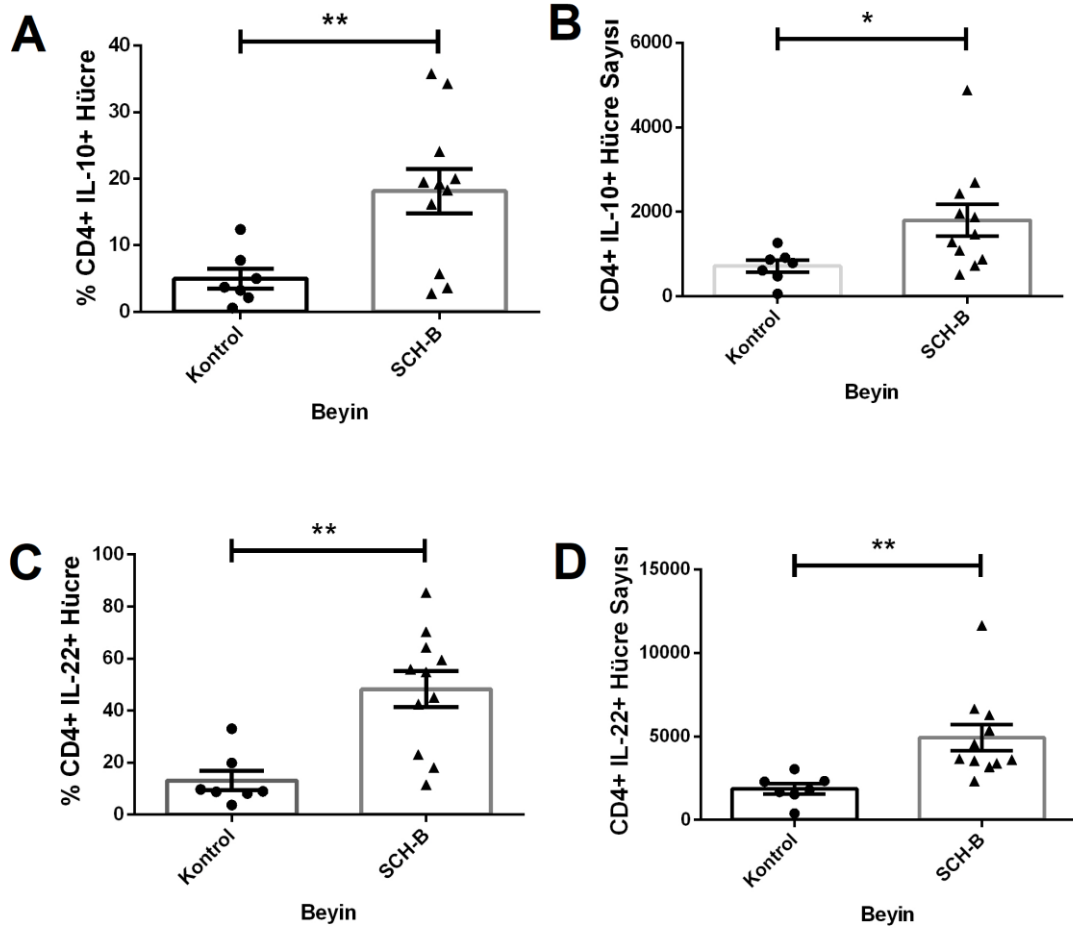 A
**
% CD4+ IL-10+ Hücre
40
30
20
10
0
Kontrol
SCH-B
Beyin
B
*
CD4+ IL-10+ Hücre Sayısı
6000
4000
2000
0
Kontrol
SCH-B
Beyin
C
**
% CD4+ IL-22+ Hücre
100
80
60
40
20
0
Kontrol
SCH-B
Beyin
D
**
CD4+ IL-22+ Hücre Sayısı
15000
10000
5000
0
Kontrol
SCH-B
Beyin